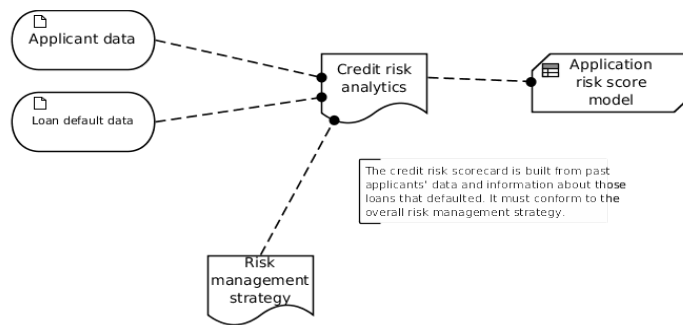 Applicant data
Loan default data
Credit risk
analytics
Application
risk score
model
The credit risk scorecard is built from past
applicants' data and information about those
loans that defaulted. It must conform to the
overall risk management strategy.
Risk
management
strategy